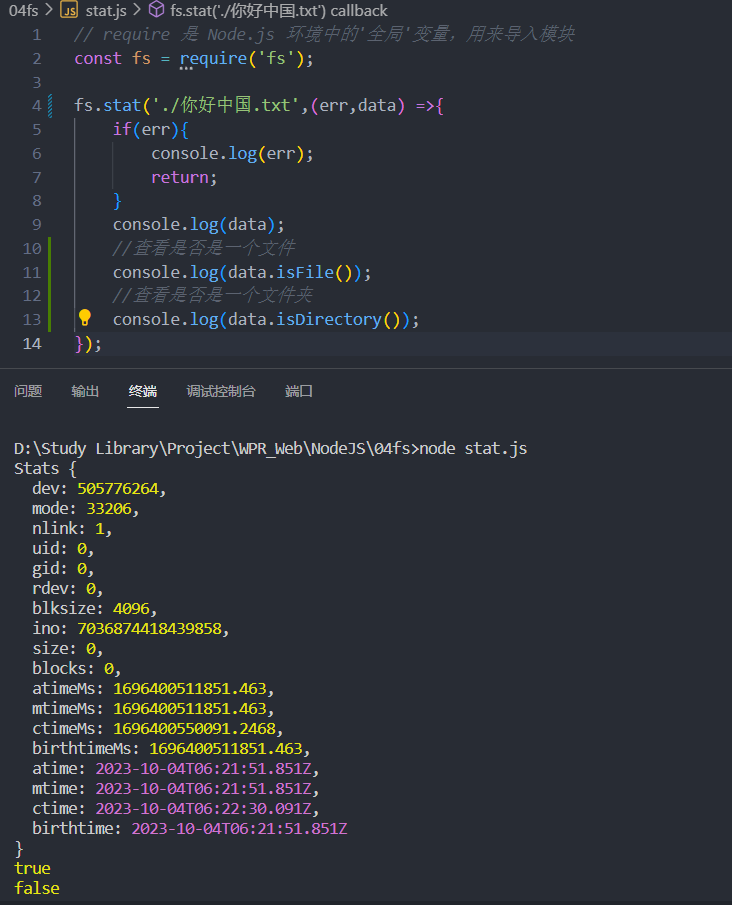 04fs > JS stat.js > fs.stat('./你好中国.txt') callback
1 // require 是 Node.js 环境中的'全局'变量，用来导入模块
2 const fs = require('fs');
3
4 fs.stat('./你好中国.txt',(err,data) =>{
5 if(err){
6 console.log(err);
7 return;
8 }
9 console.log(data);
10 //查看是否是一个文件
11 console.log(data.isFile());
12 //查看是否是一个文件夹
13 console.log(data.isDirectory());
14 });
问题 输出 终端 调试控制台 端口
D:\Study Library\Project\WPR_Web\NodeJS\04fs>node stat.js
Stats {
dev: 505776264,
mode: 33206,
nlink: 1,
uid: 0,
gid: 0,
rdev: 0,
blksize: 4096,
ino: 7036874418439858,
size: 0,
blocks: 0,
atimeMs: 1696400511851.463,
mtimeMs: 1696400511851.463,
ctimeMs: 1696400550091.2468,
birthtimeMs: 1696400511851.463,
atime: 2023-10-04T06:21:51.851Z,
mtime: 2023-10-04T06:21:51.851Z,
ctime: 2023-10-04T06:22:30.091Z,
birthtime: 2023-10-04T06:21:51.851Z
}
true
false